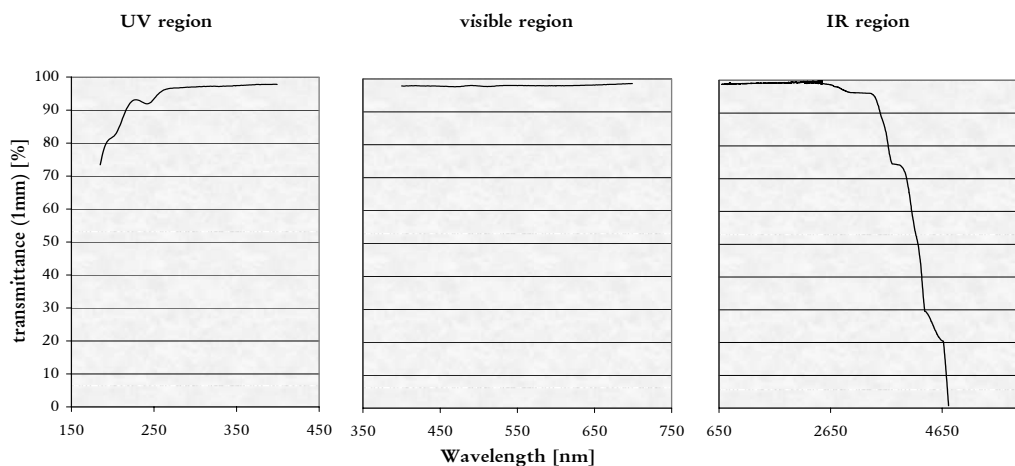 UV region
visible region
IR region
transmittance (1mm) [%]
100
90
80
70
60
50
40
30
20
10
0
150 250 350 450
350 450 550 650 750
650 2650 4650
Wavelength [nm]